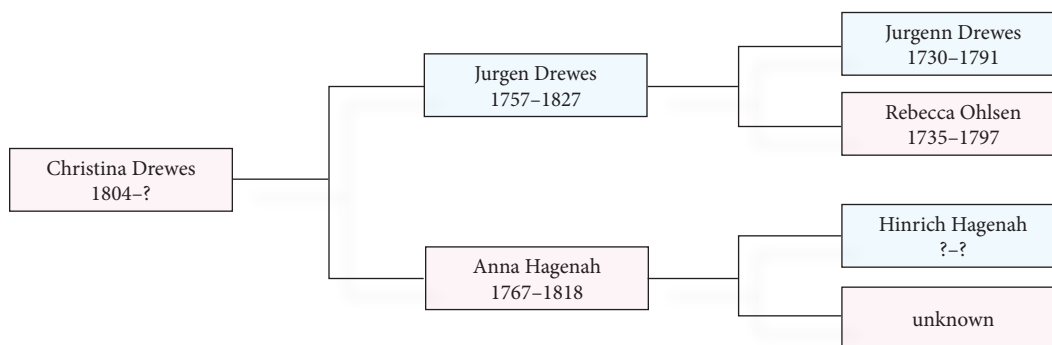 Jurgenn Drewes
1730–1791
Jurgen Drewes
1757–1827
Rebecca Ohlsen
1735–1797
Christina Drewes
1804–?
Hinrich Hagenah
?–?
Anna Hagenah
1767–1818
unknown